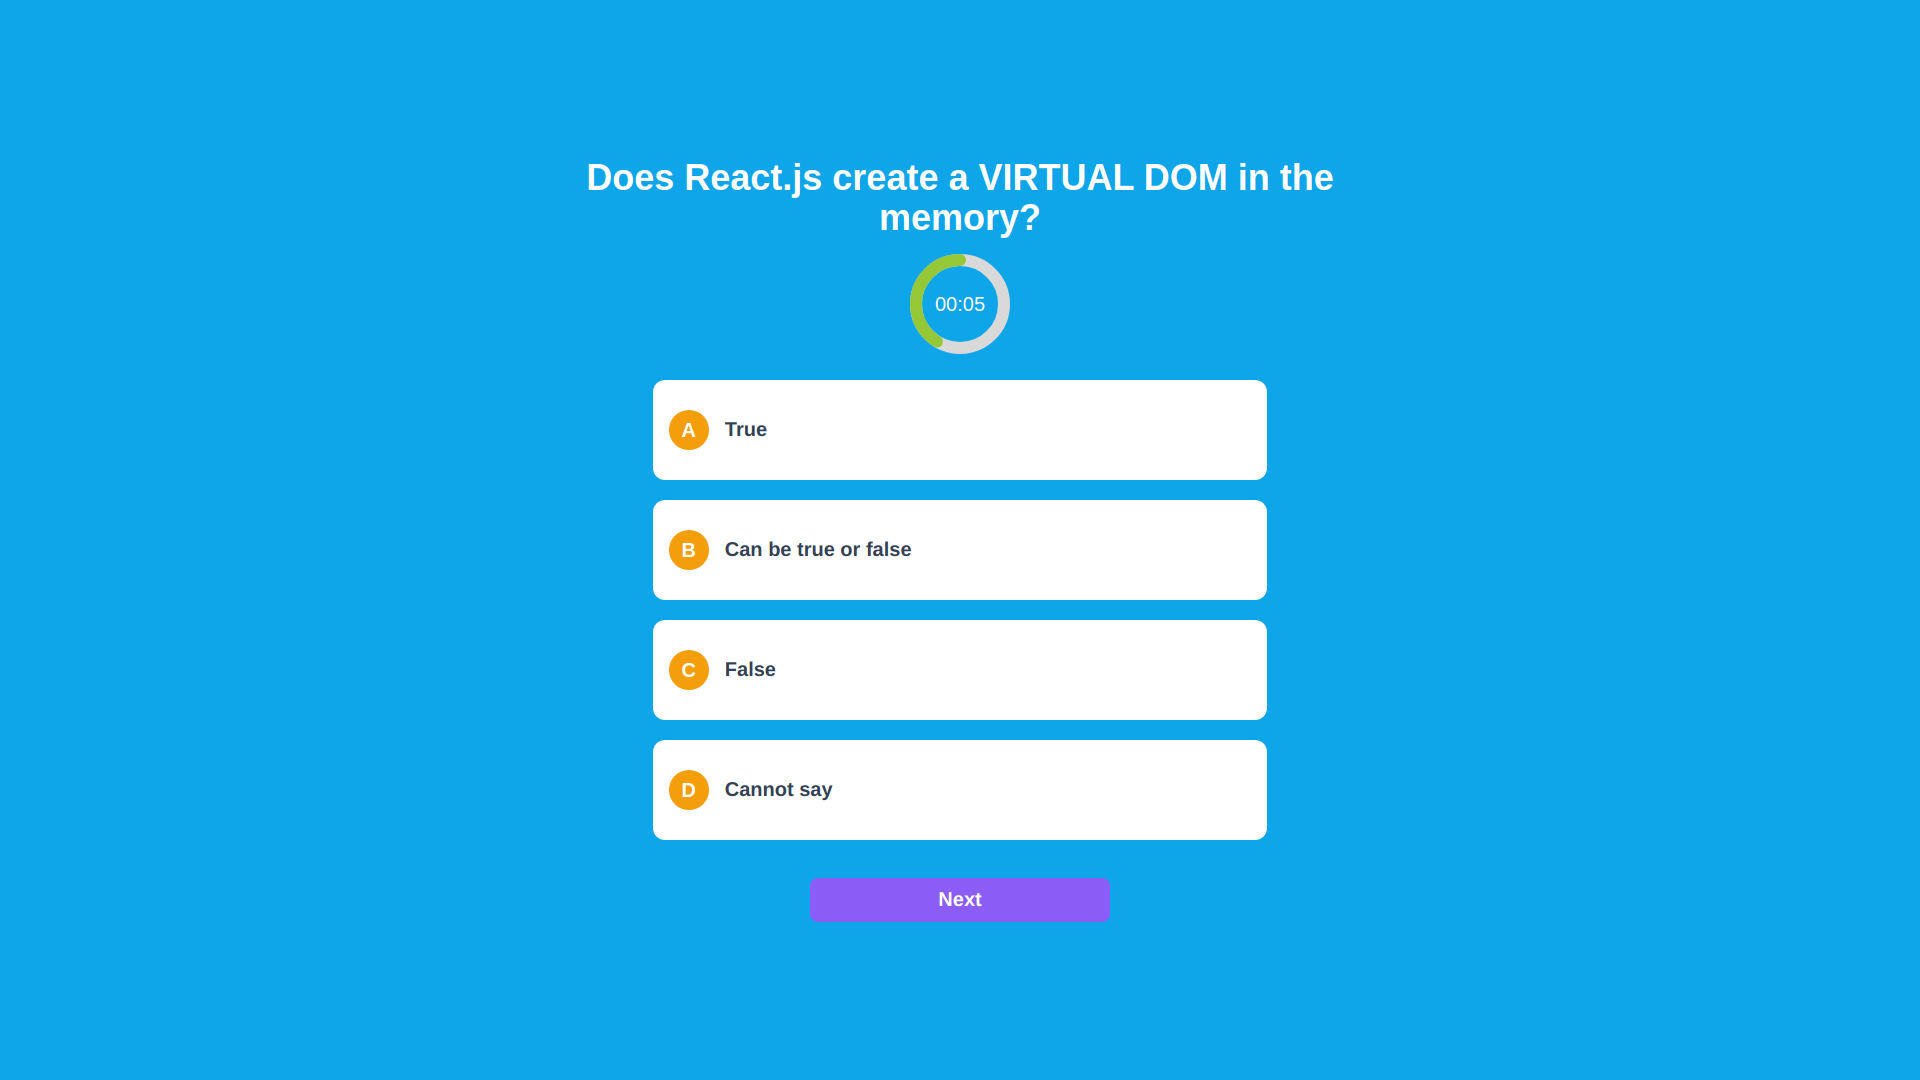 Does React.js create a VIRTUAL DOM in the
memory?
00:05
A True
B Can be true or false
C False
D Cannot say
Next